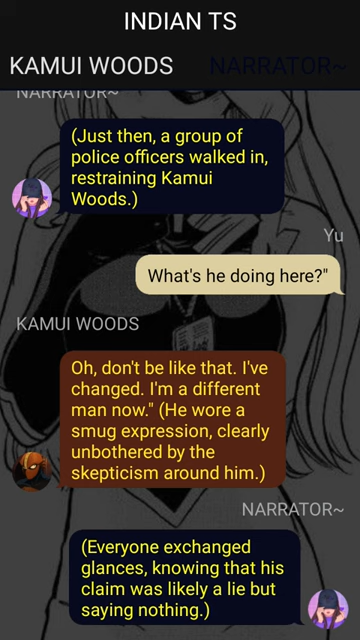 INDIAN TS
KAMUI WOODS NARRATOR~
NARRATOR~
(Just then, a group of
police officers walked in,
restraining Kamui
Woods.)
Yu
What's he doing here?"
KAMUI WOODS
Oh, don't be like that. I've
changed. I'm a different
man now." (He wore a
smug expression, clearly
unbothered by the
skepticism around him.)
NARRATOR~
(Everyone exchanged
glances, knowing that his
claim was likely a lie but
saying nothing.)